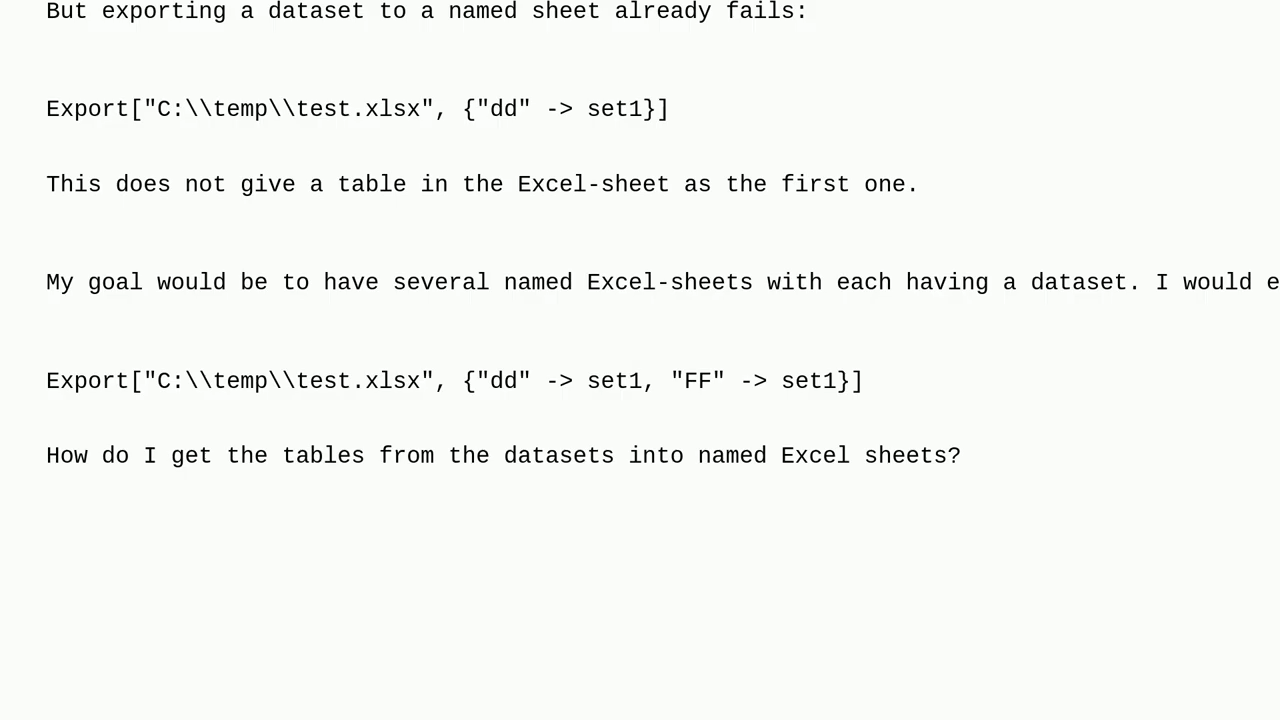 But exporting a dataset to a named sheet already fails:
Export["C:\\temp\\test.xlsx", {"dd" -> set1}]
This does not give a table in the Excel-sheet as the first one.
My goal would be to have several named Excel-sheets with each having a dataset. I would
Export["C:\\temp\\test.xlsx", {"dd" -> set1, "FF" -> set1}]
How do I get the tables from the datasets into named Excel sheets?